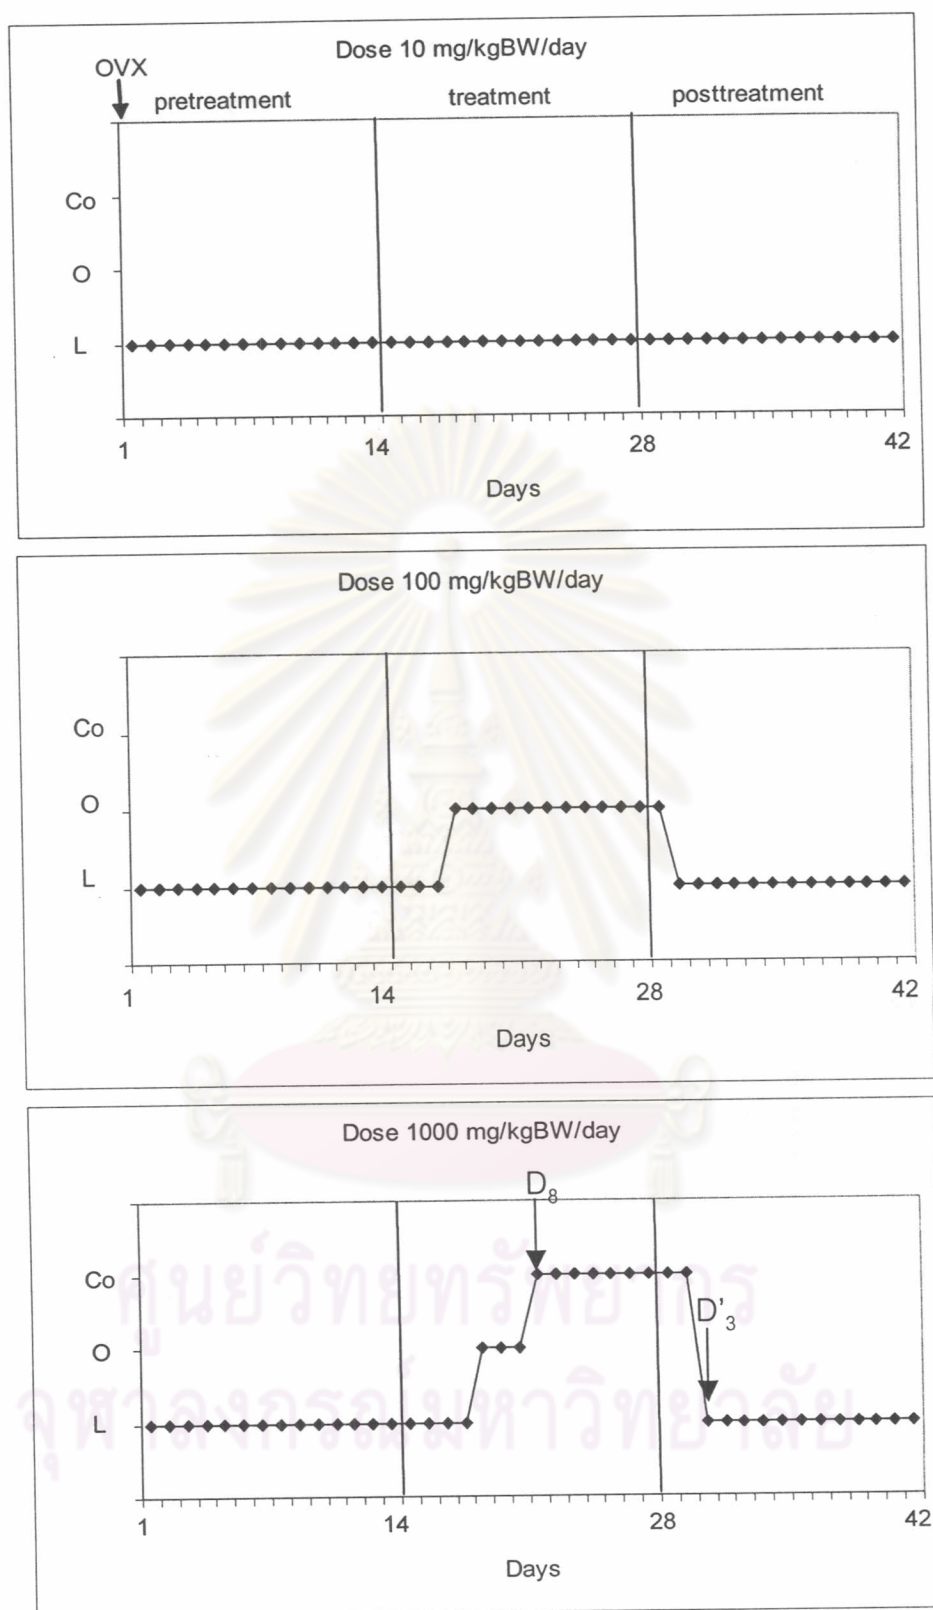 Dose 10 mg/kgBW/day
OVX
pretreatment treatment posttreatment
Co
O
L
1 14 28 42
Days
Dose 100 mg/kgBW/day
Co
O
L
1 14 28 42
Days
Dose 1000 mg/kgBW/day
D8
Co
D'3
O
L
1 14 28 42
Days
ศูนย์วิทยทรัพยากร
จุฬาลงกรณ์มหาวิทยาลัย